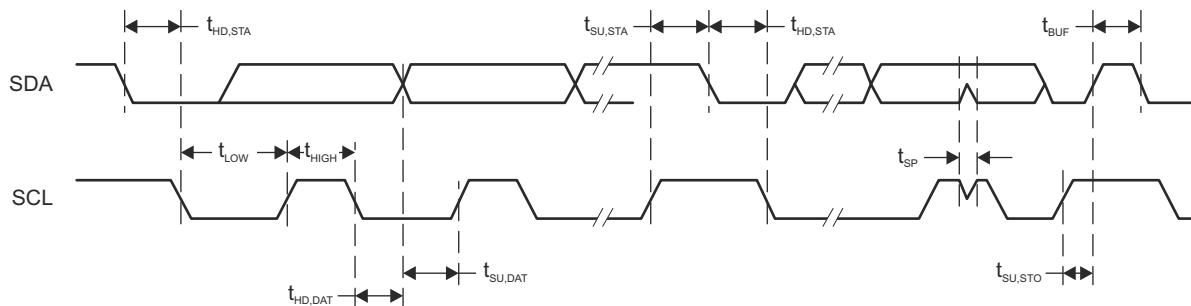 tHD,STA
tSU,STA
tHD,STA
tBUF
SDA
tLOW
tHIGH
tSP
SCL
tSU,DAT
tSU,STO
tHD,DAT